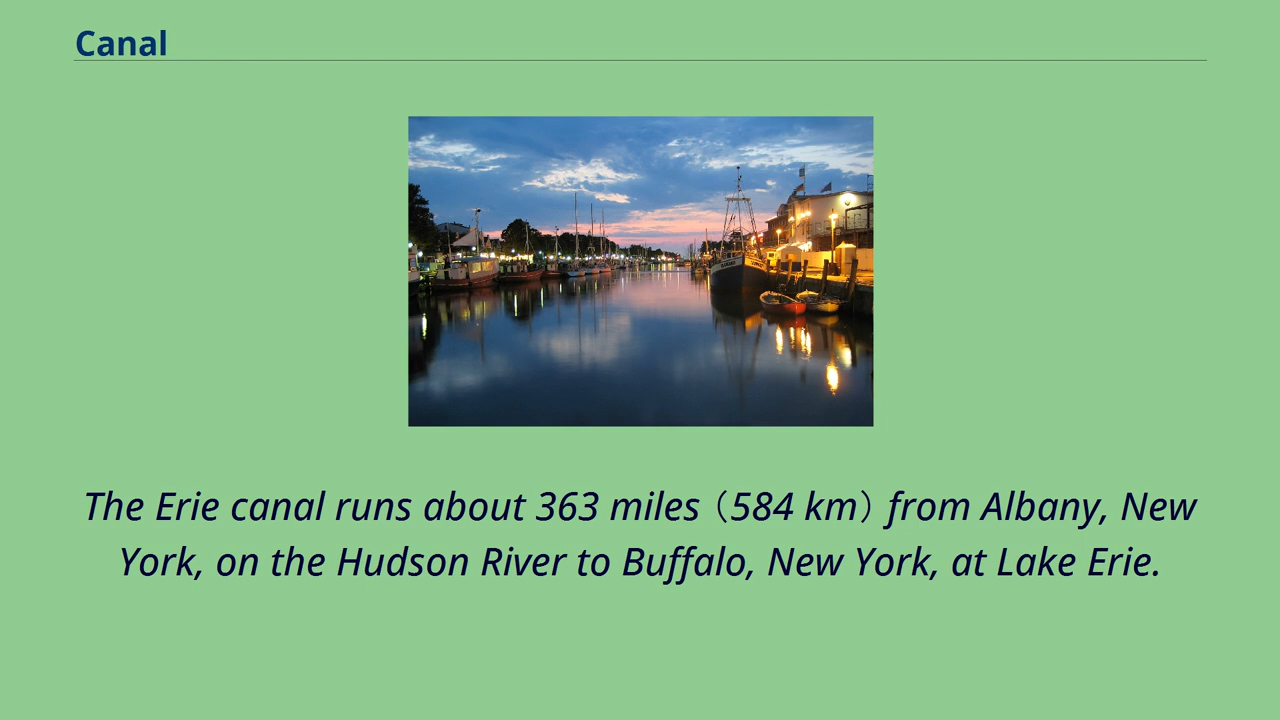 Canal
The Erie canal runs about 363 miles（584 km）from Albany, New
York, on the Hudson River to Buffalo, New York, at Lake Erie.